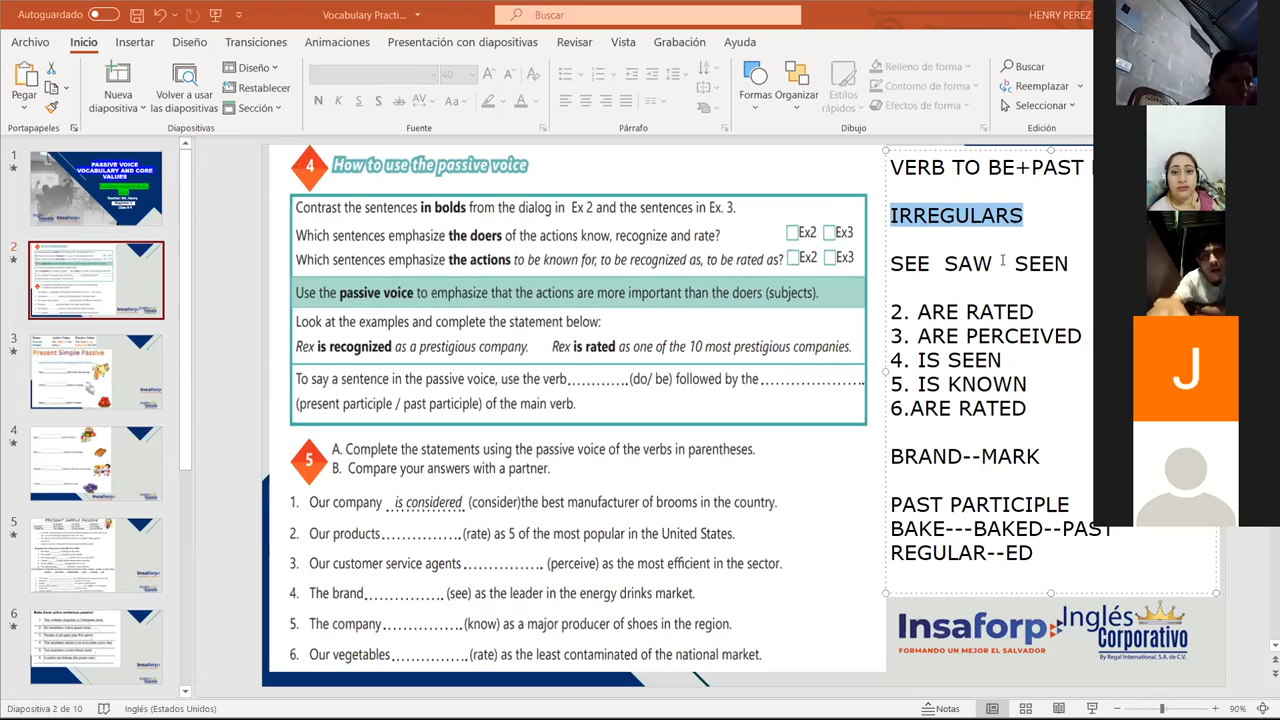 Autoguardado
Vocabulary Practi...
Buscar
HENRY PEREZ
Archivo Inicio Insertar Diseño Transiciones Animaciones Presentación con diapositivas Revisar Vista Grabación Ayuda
Pegar
Nueva diapositiva
Volver a usar las diapositivas
Diseño
Restablecer
Sección
40
N K S
Formas
Organizar
Estilos rápidos
Relleno de forma
Contorno de forma
Efectos de forma
Buscar
Reemplazar
Seleccionar
Portapapeles Diapositivas Fuente Párrafo Dibujo Edición
1
PASSIVE VOICE
VOCABULARY AND CORE
VALUES
2
3
Present Simple Passive
4
5
6
4 How to use the passive voice
Contrast the sentences in bolds from the dialog in Ex 2 and the sentences in Ex. 3.
Which sentences emphasize
of the actions know, recognize and rate? Ex2 Ex3
Which sentences emphasize the actions to be known for, to be recognized as, to be rated as? Ex2 Ex3
actions are more important than the
Look at the examples and complete the statement below:
Rex is recognized as a prestigious
Rex is rated as one of the 10 most prestigious companies.
To say a sentence in the passive voice, use the verb............(do/ be) followed by the
(present participle / past participle) of the main verb.
5 A. Complete the statements using the passive voice of the verbs in parentheses.
B. Compare your answers with a partner.
1. Our company is considered (consider)the best manufacturer of brooms in the country.
2. Our products
of the most popular in the United States.
3. Our customer service agents
(perceive) as the most efficient in the
4. The brand................(see) as the leader in the energy drinks market.
5. The company
(know) as a major producer of shoes in the region.
6. Our vegetables
as the least contaminated of the national market.
VERB TO BE+PAST
IRREGULARS
SEE SAW SEEN
2. ARE RATED
3. ARE PERCEIVED
4. IS SEEN
5. IS KNOWN
6.ARE RATED
BRAND--MARK
PAST PARTICIPLE
BAKE---BAKED--PAST
REGULAR--ED
J
Insaforp
FORMANDO UN MEJOR EL SALVADOR
Inglés
Corporativo
By Regal International, S.A. de C.V.
Diapositiva 2 de 10
Inglés (Estados Unidos)
Notas
90%